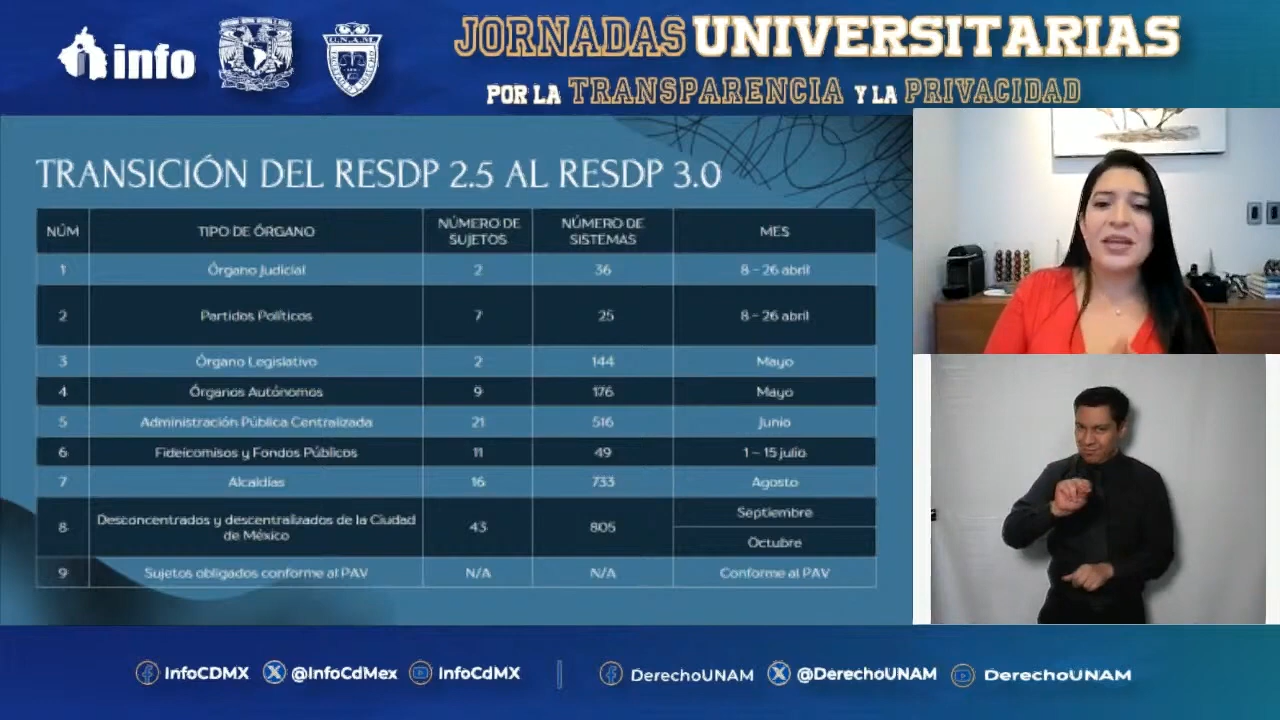 info
JORNADAS UNIVERSITARIAS
POR LA TRANSPARENCIA Y LA PRIVACIDAD
TRANSICIÓN DEL RESDP 2.5 AL RESDP 3.0
NÚM TIPO DE ÓRGANO NÚMERO DE SUJETOS NÚMERO DE SISTEMAS MES
1 Órgano Judicial 2 36 8 - 26 abril
2 Partidos Políticos 7 25 8 - 26 abril
3 Órgano Legislativo 2 144 Mayo
4 Órganos Autónomos 9 176 Mayo
5 Administración Pública Centralizada 21 516 Junio
6 Fideicomisos y Fondos Públicos 11 49 1 - 15 julio
7 Alcaldías 16 733 Agosto
8 Desconcentrados y descentralizados de la Ciudad de México 43 805 Septiembre
Octubre
9 Sujetos obligados conforme al PAV N/A N/A Conforme al PAV
InfoCDMX @InfoCdMex InfoCdMX DerechoUNAM @DerechoUNAM DerechoUNAM